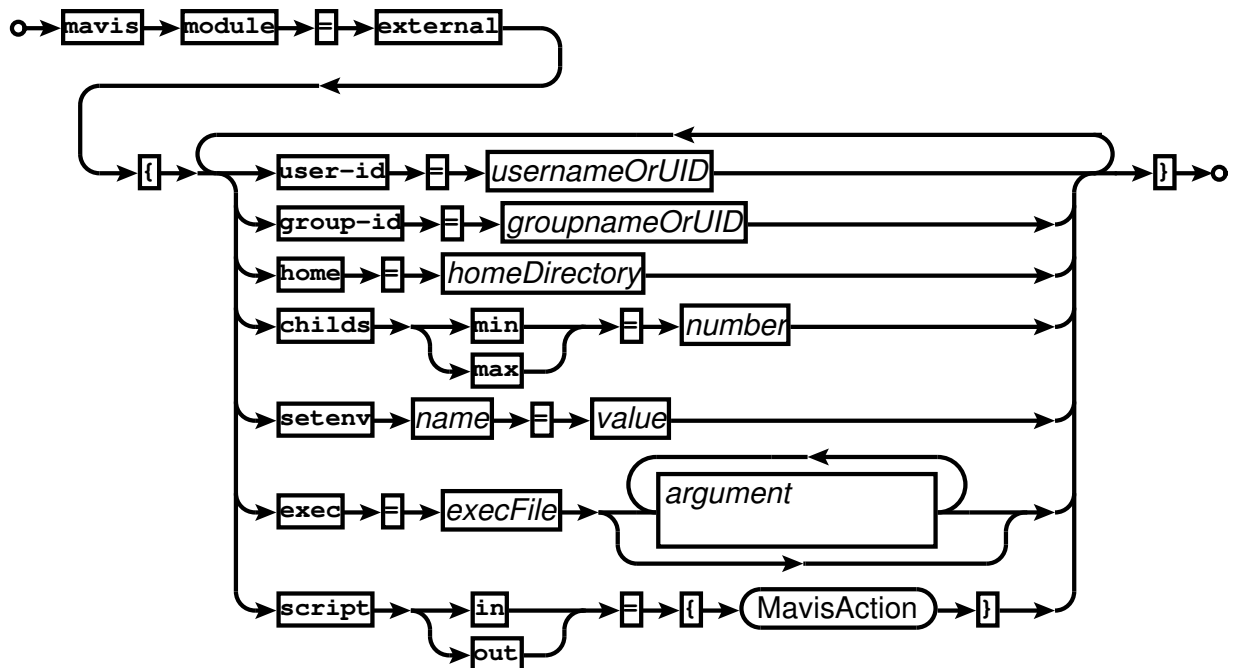 mavis module = external
{ user-id = usernameOrUID }
group-id = groupnameOrUID
home = homeDirectory
childs min = number
max
setenv name = value
argument
exec = execFile
script in = { MavisAction }
out